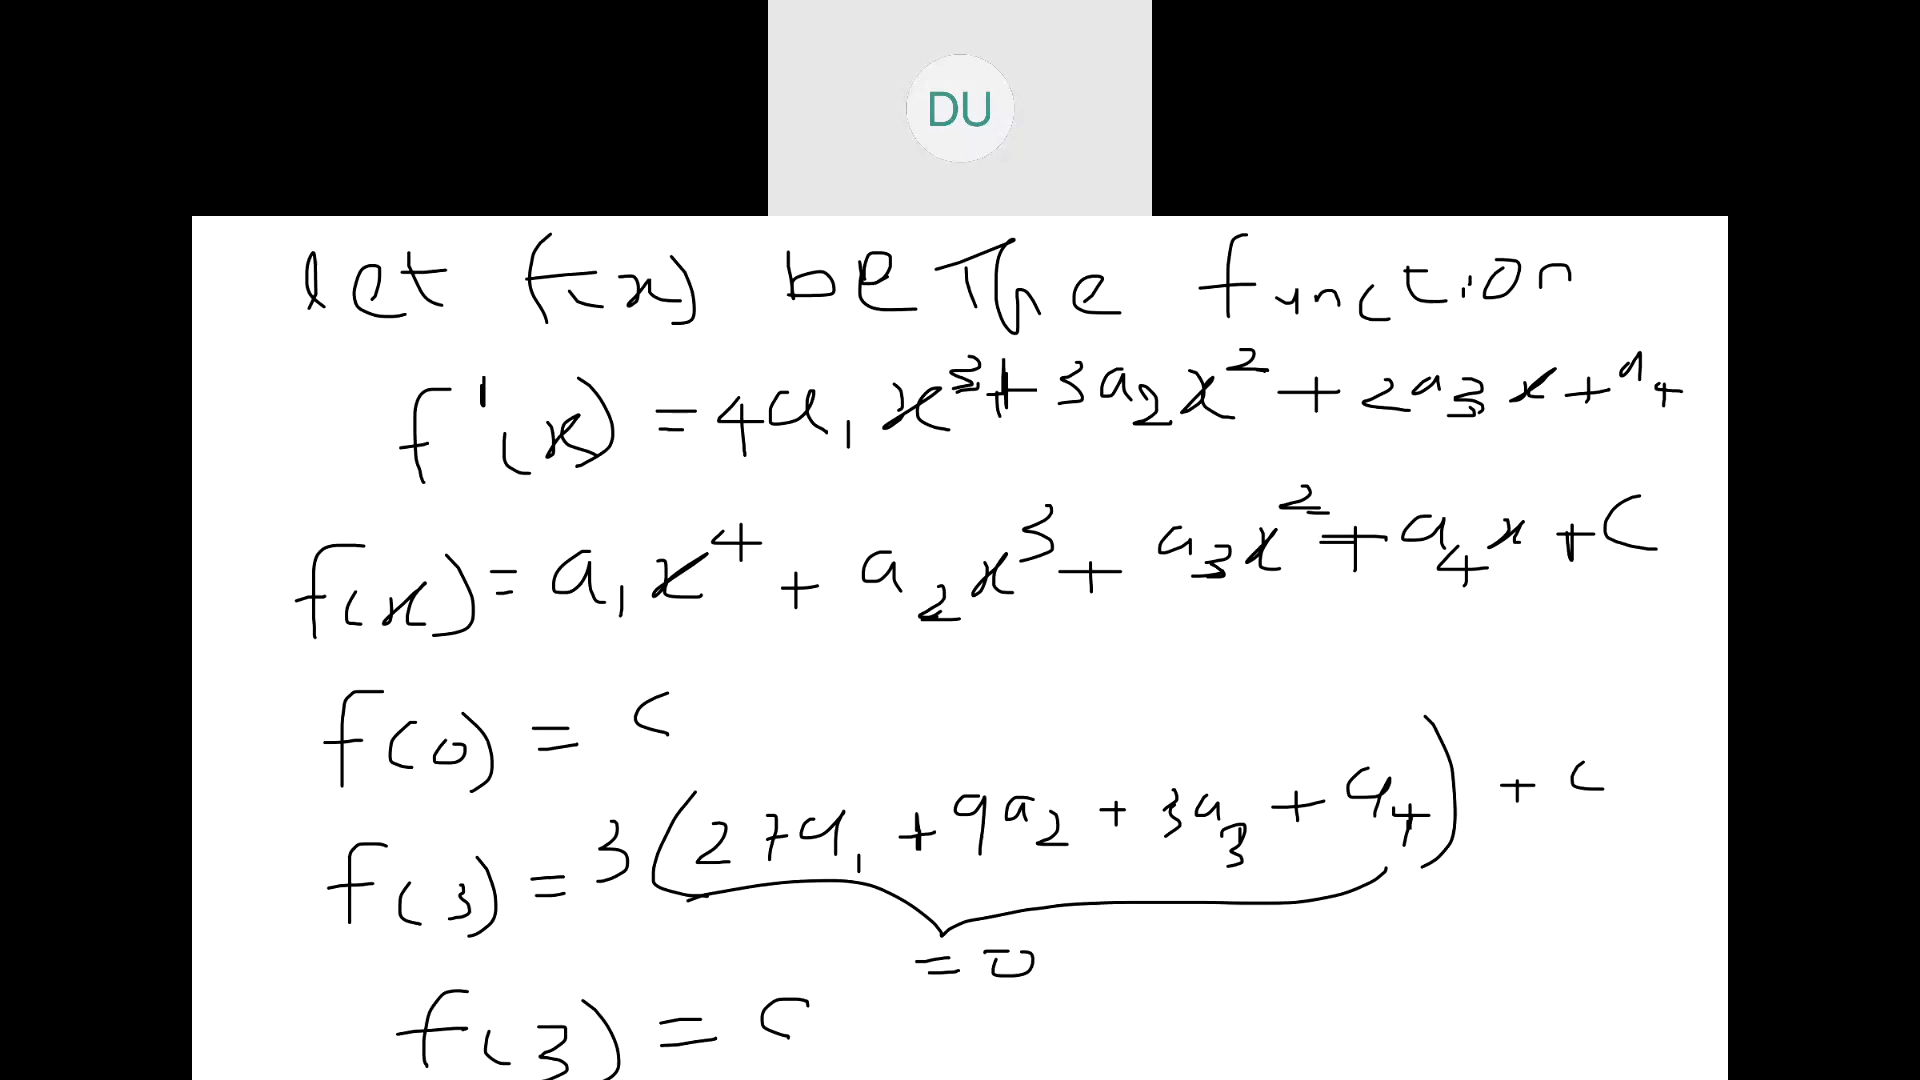 DU
let f(x) be The function
f'(x) = 4a₁x³ + 3a₂x² + 2a₃x + a₄
f(x) = a₁x⁴ + a₂x³ + a₃x² + a₄x + c
f(0) = c
f(3) = 3(27a₁ + 9a₂ + 3a₃ + a₄) + c
= 0
f(3) = c